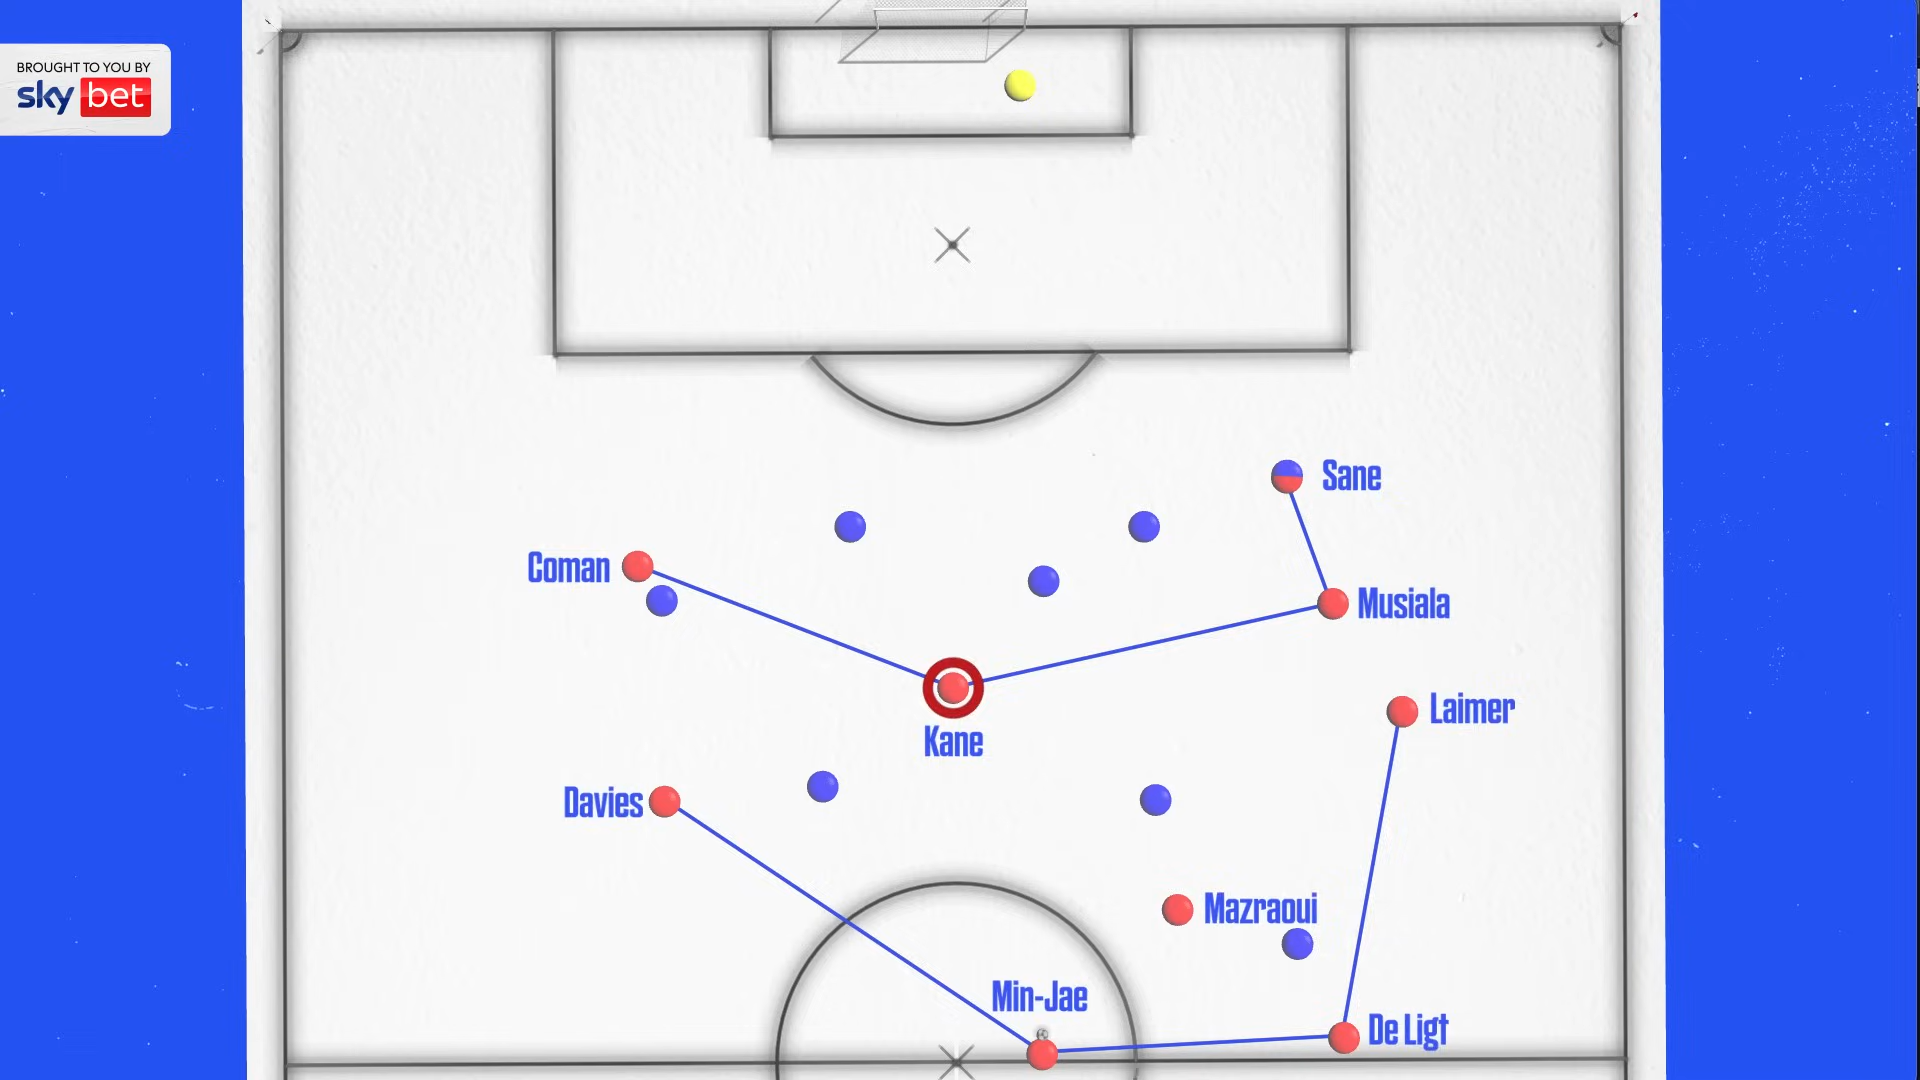 BROUGHT TO YOU BY
sky bet
Sane
Coman
Musiala
Laimer
Kane
Davies
Mazraoui
Min-Jae
De Ligt